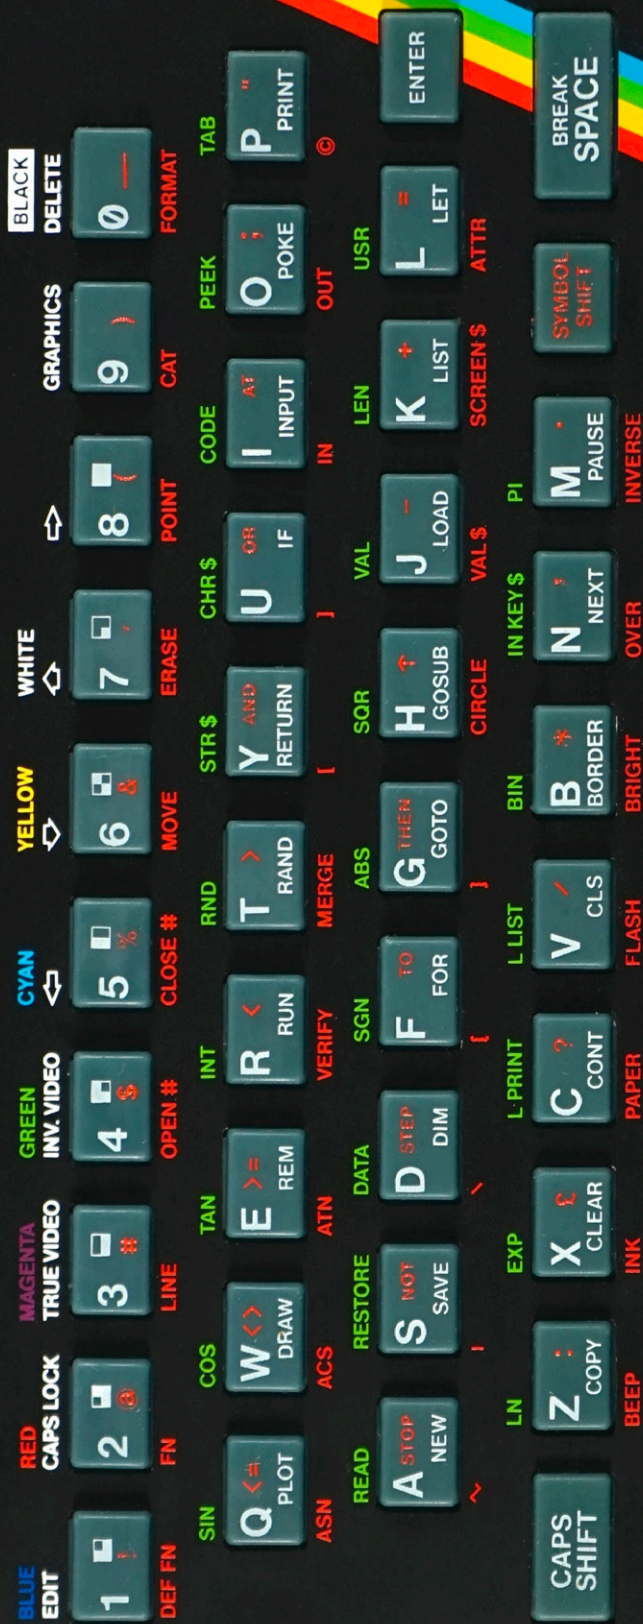 BLUE RED MAGENTA GREEN CYAN YELLOW WHITE BLACK
EDIT CAPS LOCK TRUE VIDEO INV. VIDEO ⇦ ⇩ ⇧ ⇨ GRAPHICS DELETE
1 ! 2 @ 3 # 4 $ 5 % 6 & 7 ' 8 ( 9 ) 0 _
DEF FN FN LINE OPEN # CLOSE # MOVE ERASE POINT CAT FORMAT
SIN COS TAN INT RND STR $ CHR $ CODE PEEK TAB
Q <= W <> E >= R < T > Y AND U OR I AT O ; P "
PLOT DRAW REM RUN RAND RETURN IF INPUT POKE PRINT
ASN ACS ATN VERIFY MERGE [ ] IN OUT ©
READ RESTORE DATA SGN ABS SQR VAL LEN USR
A STOP S NOT D STEP F TO G THEN H ↑ J − K + L = ENTER
NEW SAVE DIM FOR GOTO GOSUB LOAD LIST LET
~ | \ { } CIRCLE VAL $ SCREEN $ ATTR
LN EXP L PRINT L LIST BIN IN KEY $ PI
CAPS Z : X £ C ? V / B * N , M . SYMBOL BREAK
SHIFT COPY CLEAR CONT CLS BORDER NEXT PAUSE SHIFT SPACE
BEEP INK PAPER FLASH BRIGHT OVER INVERSE